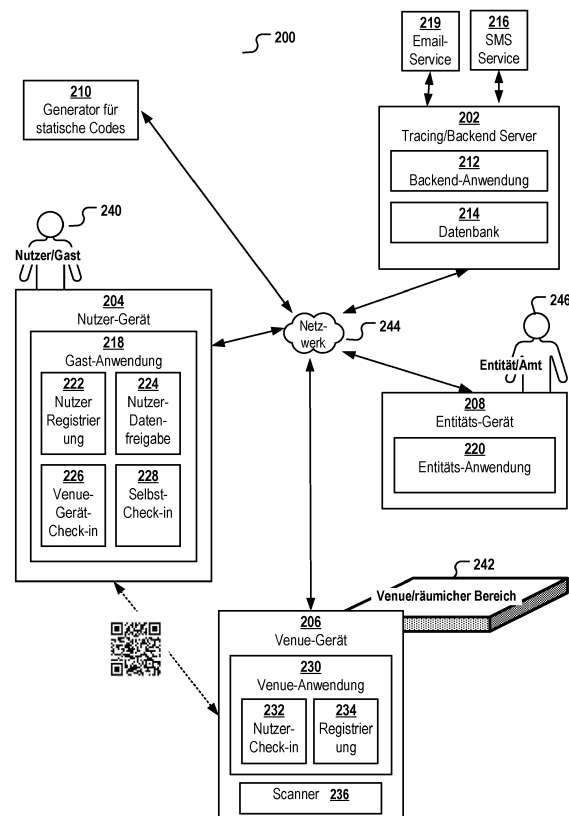 200
219
Email-
Service
216
SMS
Service
210
Generator für
statische Codes
202
Tracing/Backend Server
212
Backend-Anwendung
214
Datenbank
240
Nutzer/Gast
204
Nutzer-Gerät
218
Gast-Anwendung
222
Nutzer
Registrier
ung
224
Nutzer-
Daten-
freigabe
226
Venue-
Gerät-
Check-in
228
Selbst-
Check-in
Netz-
werk
244
246
Entität/Amt
208
Entitäts-Gerät
220
Entitäts-Anwendung
242
Venue/räumicher Bereich
206
Venue-Gerät
230
Venue-Anwendung
232
Nutzer-
Check-in
234
Registrier
ung
Scanner 236